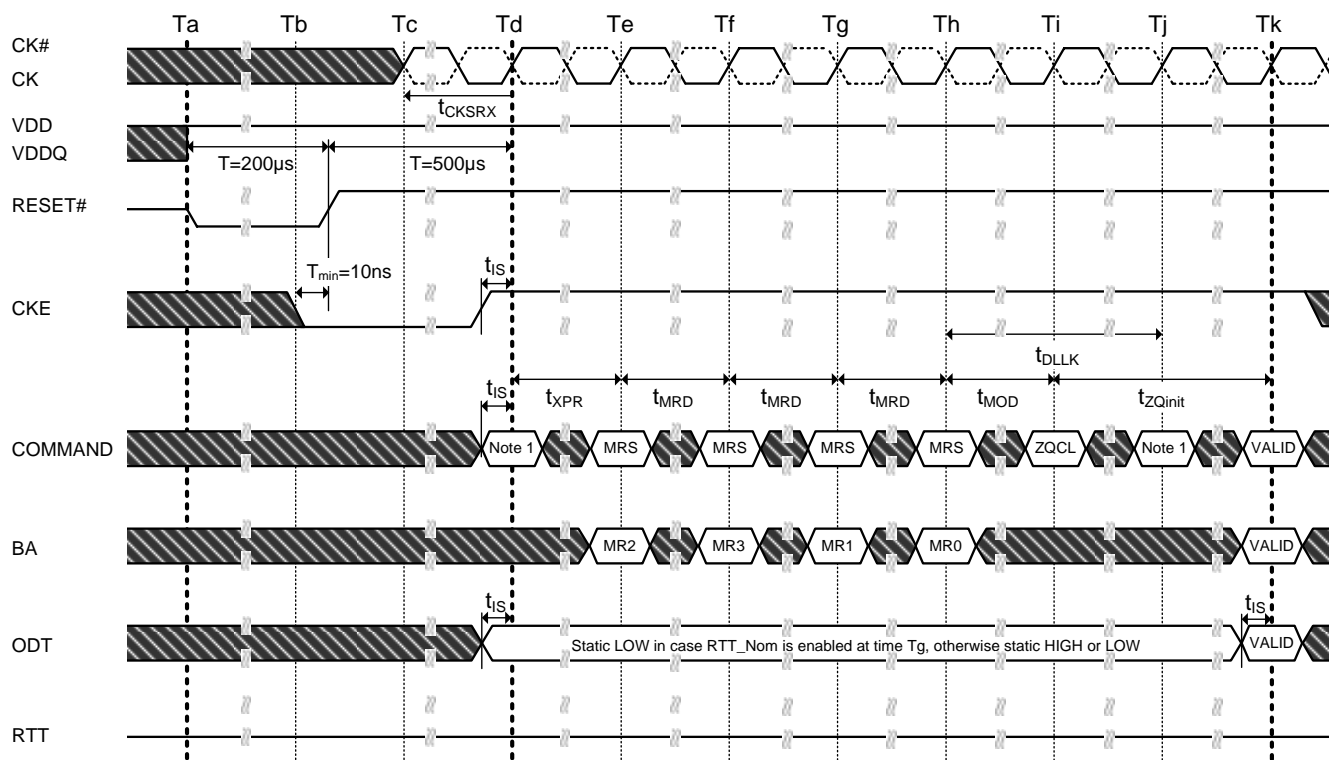 Ta Tb Tc Td Te Tf Tg Th Ti Tj Tk
CK#
CK
tCKSRX
VDD
VDDQ
T=200µs T=500µs
RESET#
Tmin=10ns tIS
CKE
tDLLK
tIS tXPR tMRD tMRD tMRD tMOD tZQinit
COMMAND Note 1 MRS MRS MRS MRS ZQCL Note 1 VALID
BA MR2 MR3 MR1 MR0 VALID
tIS tIS
ODT Static LOW in case RTT_Nom is enabled at time Tg, otherwise static HIGH or LOW VALID
RTT